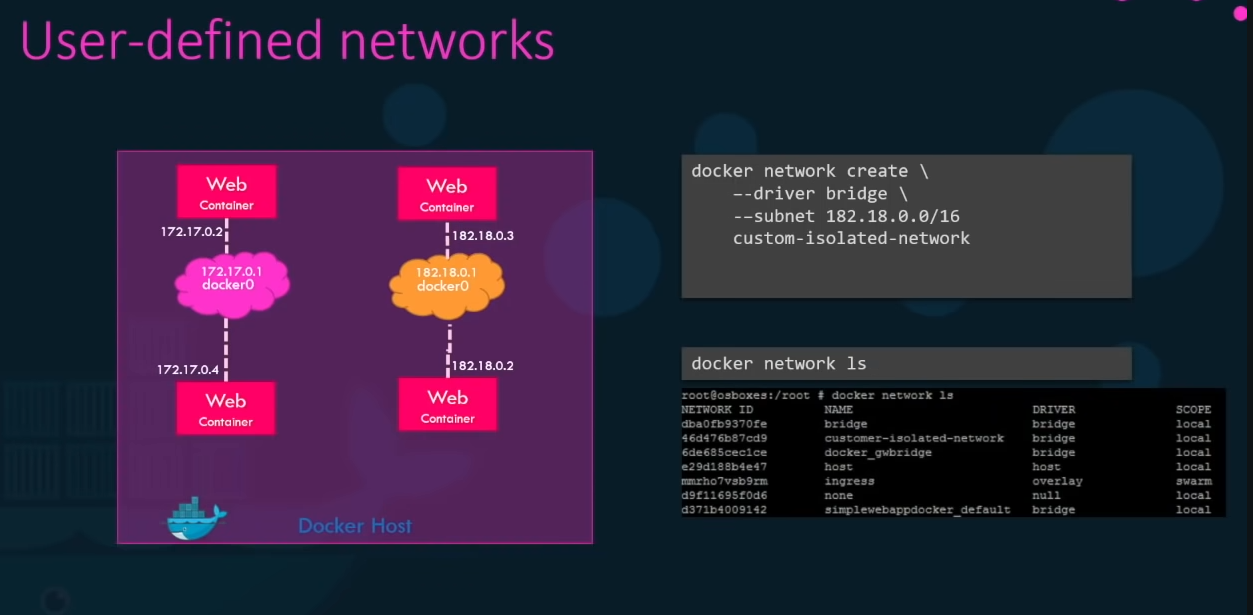 User-defined networks
Web
Container
172.17.0.2
172.17.0.1
docker0
172.17.0.4
Web
Container
Web
Container
182.18.0.3
182.18.0.1
docker0
182.18.0.2
Web
Container
Docker Host
docker network create \
--driver bridge \
--subnet 182.18.0.0/16
custom-isolated-network
docker network ls
root@osboxes:/root # docker network ls
NETWORK ID NAME DRIVER SCOPE
dba0fb9370fe bridge bridge local
46d476b87cd9 customer-isolated-network bridge local
6de685cec1ce docker_gwbridge bridge local
e29d188b4e47 host host local
mmrho7vsb9rm ingress overlay swarm
d9f11695f0d6 none null local
d371b4009142 simplewebappdocker_default bridge local